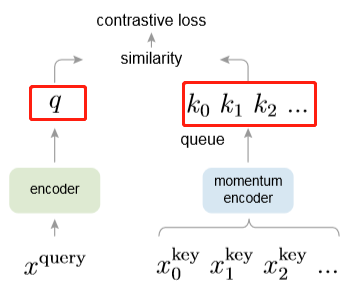 contrastive loss
similarity
q k₀ k₁ k₂ ...
queue
encoder momentum encoder
x^query x₀^key x₁^key x₂^key ...